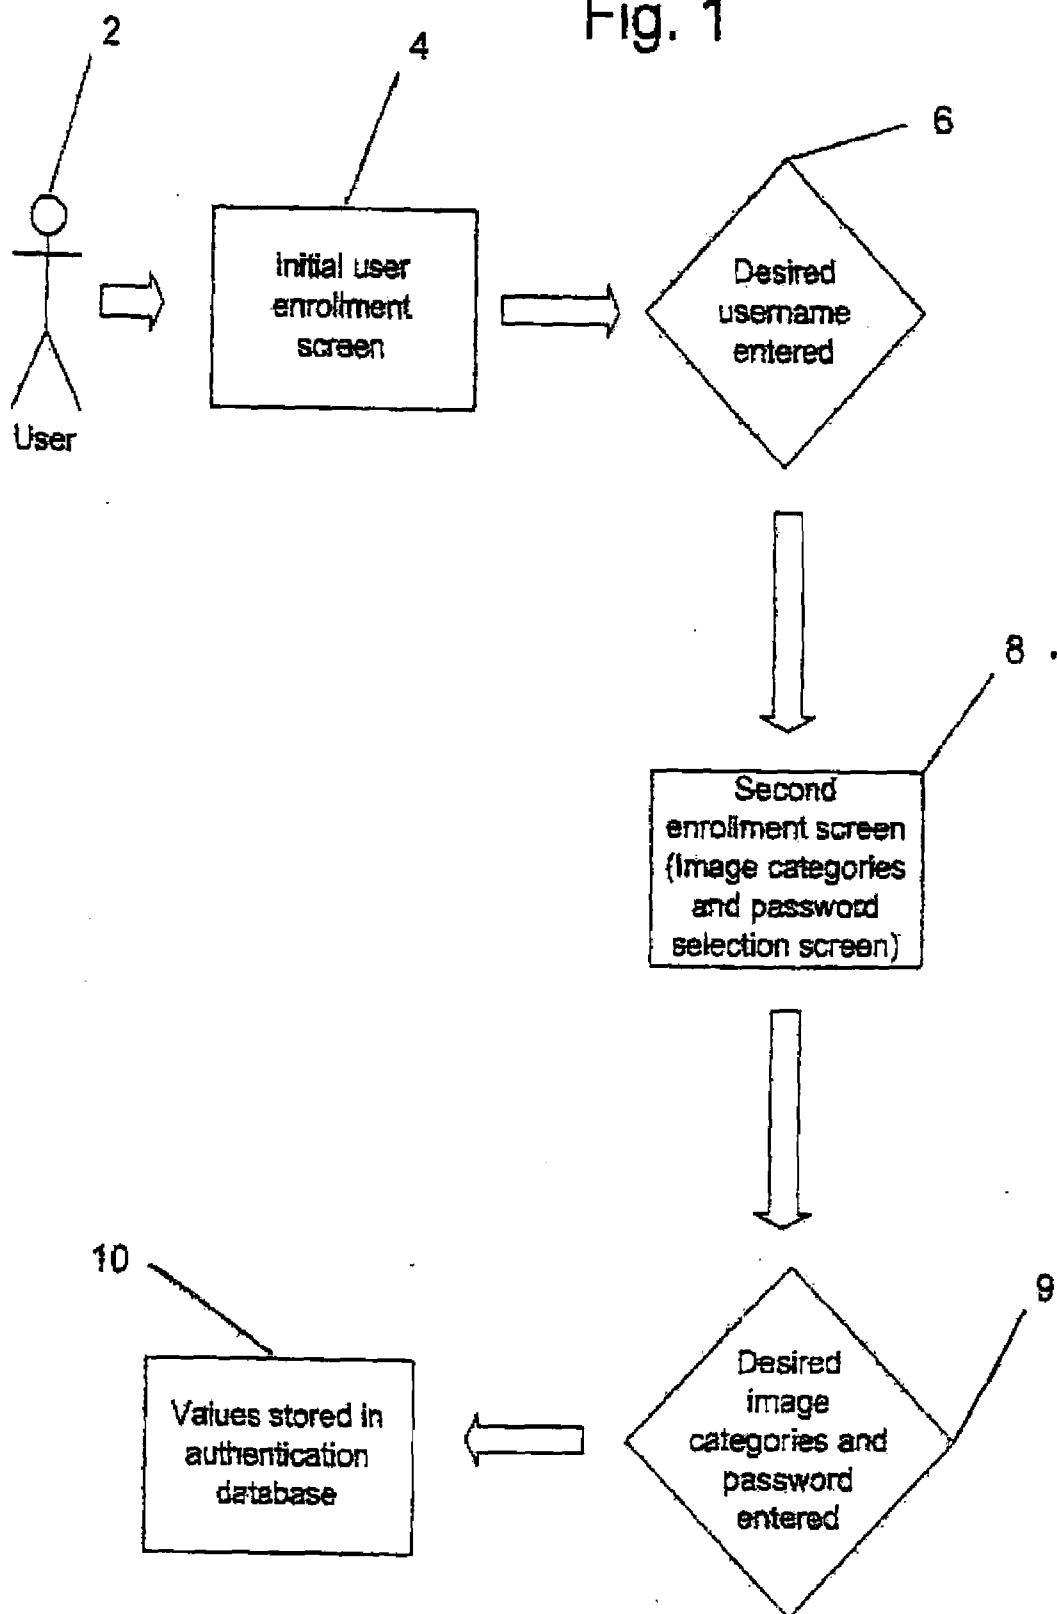 Fig. 1
2
4
6
Initial user
enrollment
screen
Desired
username
entered
User
8
Second
enrollment screen
(Image categories
and password
selection screen)
10
9
Values stored in
authentication
database
Desired
image
categories and
password
entered